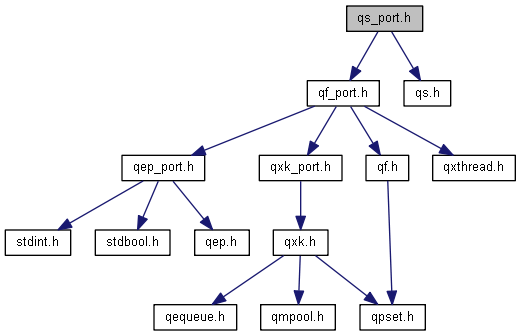 qs_port.h
qf_port.h
qs.h
qep_port.h
qxk_port.h
qf.h
qxthread.h
stdint.h
stdbool.h
qep.h
qxk.h
qequeue.h
qmpool.h
qpset.h